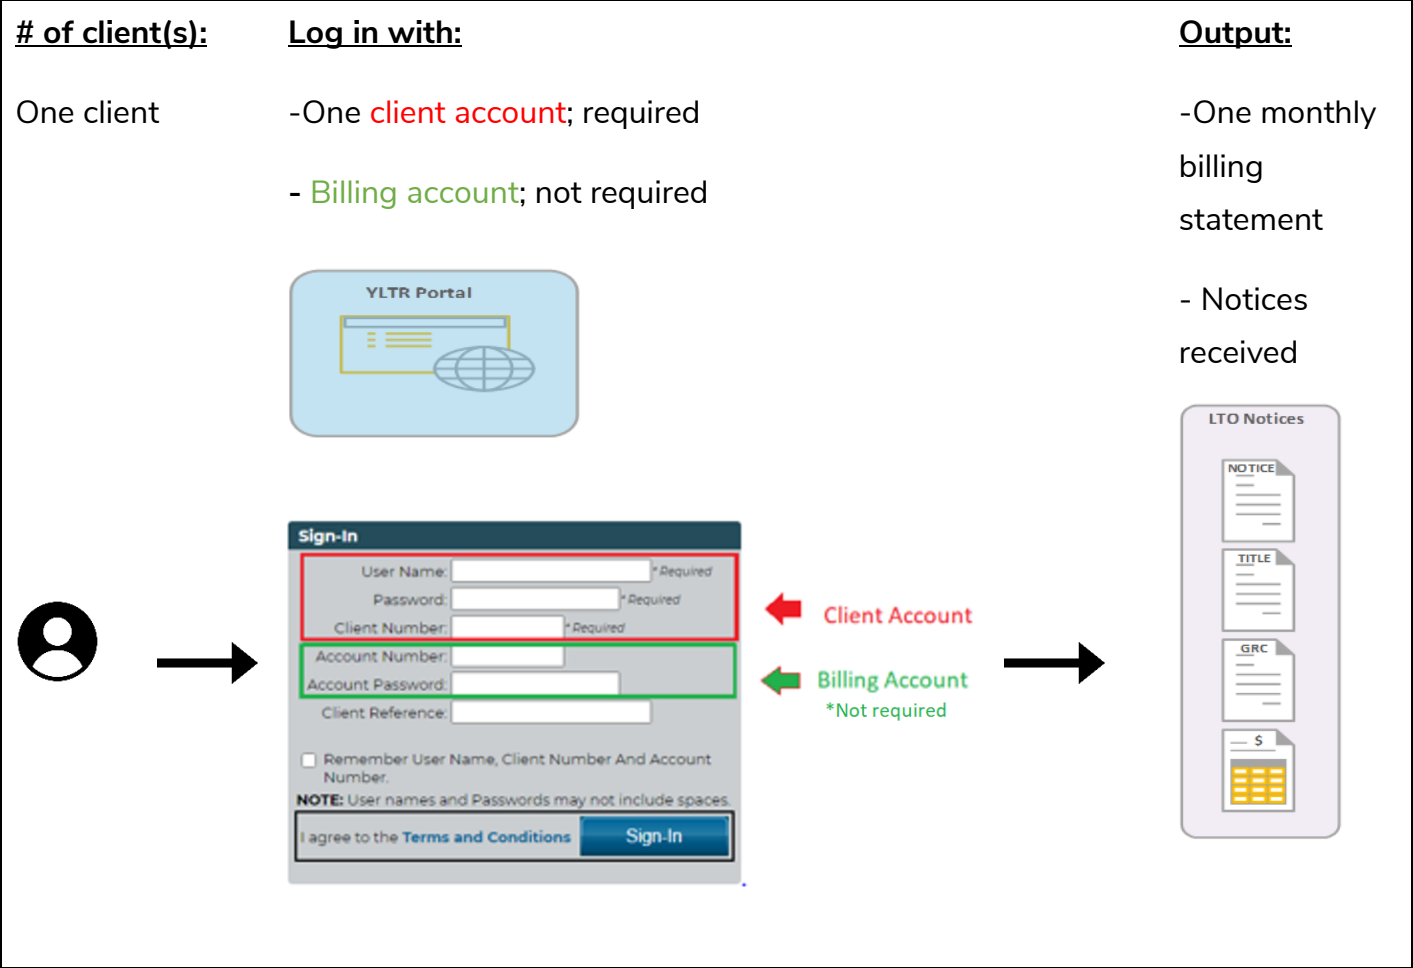 # of client(s):
Log in with:
Output:
One client
-One client account; required
- Billing account; not required
-One monthly
billing
statement
- Notices
received
YLTR Portal
LTO Notices
NOTICE
TITLE
GRC
$
Sign-In
User Name:
* Required
Password:
* Required
Client Number:
* Required
Account Number:
Account Password:
Client Reference:
Remember User Name, Client Number And Account
Number.
NOTE: User names and Passwords may not include spaces.
I agree to the Terms and Conditions
Sign-In
Client Account
Billing Account
*Not required